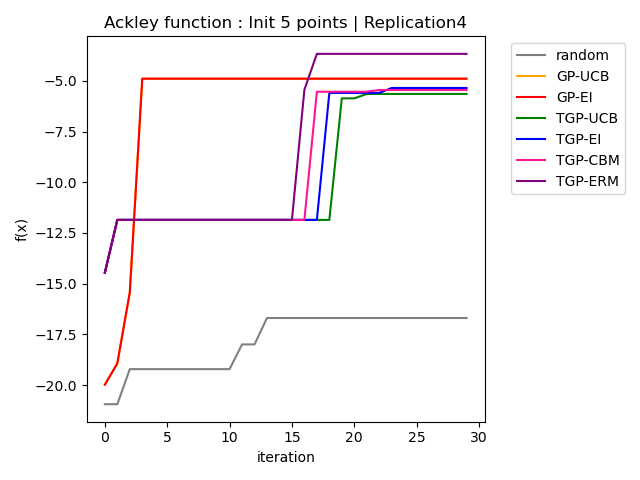 Ackley function : Init 5 points | Replication4
f(x)
−5.0
−7.5
−10.0
−12.5
−15.0
−17.5
−20.0
0 5 10 15 20 25 30
iteration
random
GP-UCB
GP-EI
TGP-UCB
TGP-EI
TGP-CBM
TGP-ERM